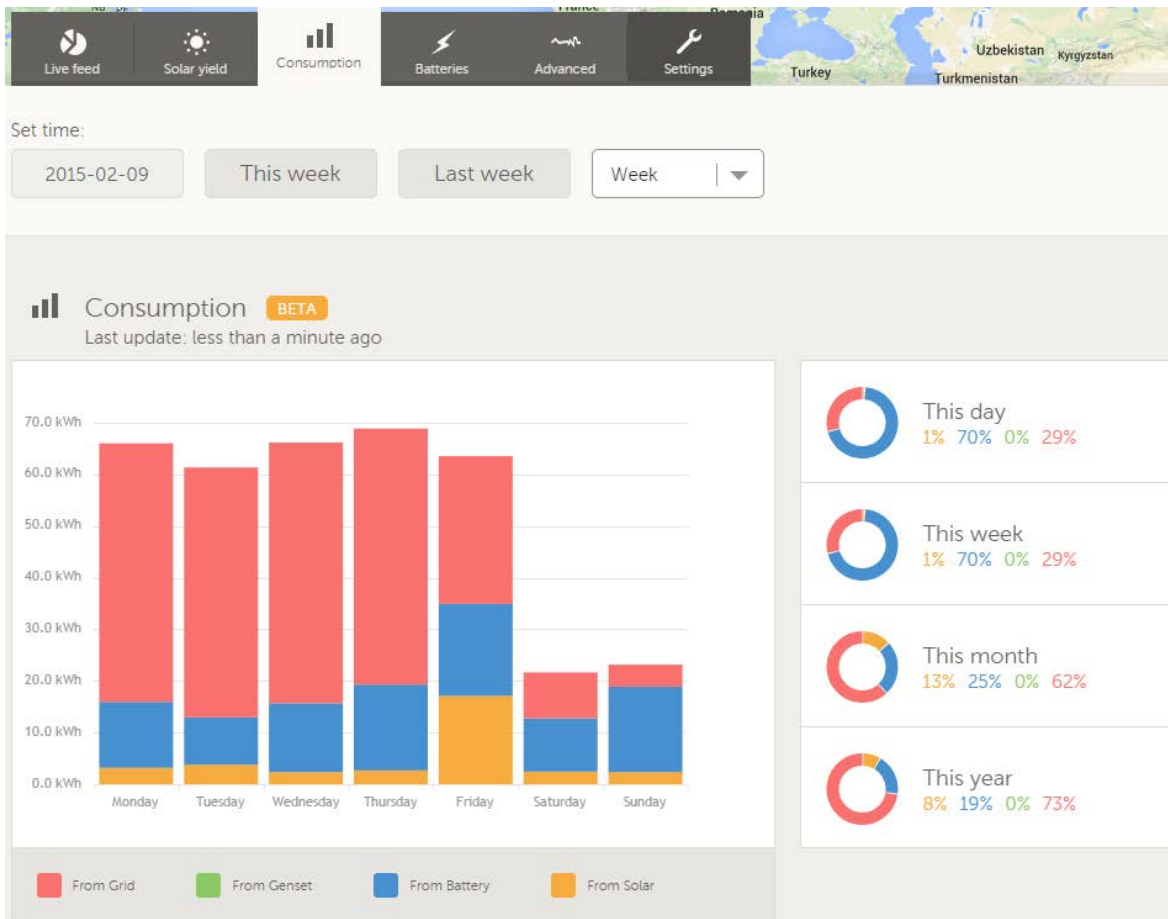 France
Romania
Live feed
Solar yield
Consumption
Batteries
Advanced
Settings
Turkey
Uzbekistan
Kyrgyzstan
Turkmenistan
Set time:
2015-02-09
This week
Last week
Week
Consumption BETA
Last update: less than a minute ago
70.0 kWh
60.0 kWh
50.0 kWh
40.0 kWh
30.0 kWh
20.0 kWh
10.0 kWh
0.0 kWh
Monday Tuesday Wednesday Thursday Friday Saturday Sunday
From Grid From Genset From Battery From Solar
This day
1% 70% 0% 29%
This week
1% 70% 0% 29%
This month
13% 25% 0% 62%
This year
8% 19% 0% 73%